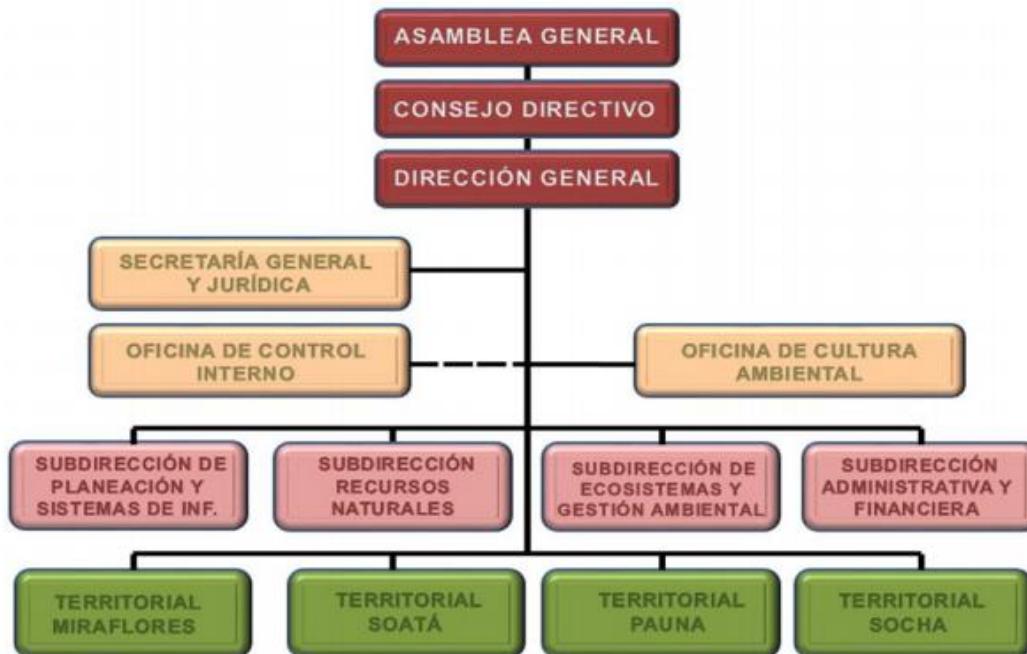 ASAMBLEA GENERAL
CONSEJO DIRECTIVO
DIRECCIÓN GENERAL
SECRETARÍA GENERAL
Y JURÍDICA
OFICINA DE CONTROL
INTERNO
OFICINA DE CULTURA
AMBIENTAL
SUBDIRECCIÓN DE
PLANEACIÓN Y
SISTEMAS DE INF.
SUBDIRECCIÓN
RECURSOS
NATURALES
SUBDIRECCIÓN DE
ECOSISTEMAS Y
GESTIÓN AMBIENTAL
SUBDIRECCIÓN
ADMINISTRATIVA Y
FINANCIERA
TERRITORIAL
MIRAFLORES
TERRITORIAL
SOATÁ
TERRITORIAL
PAUNA
TERRITORIAL
SOCHA